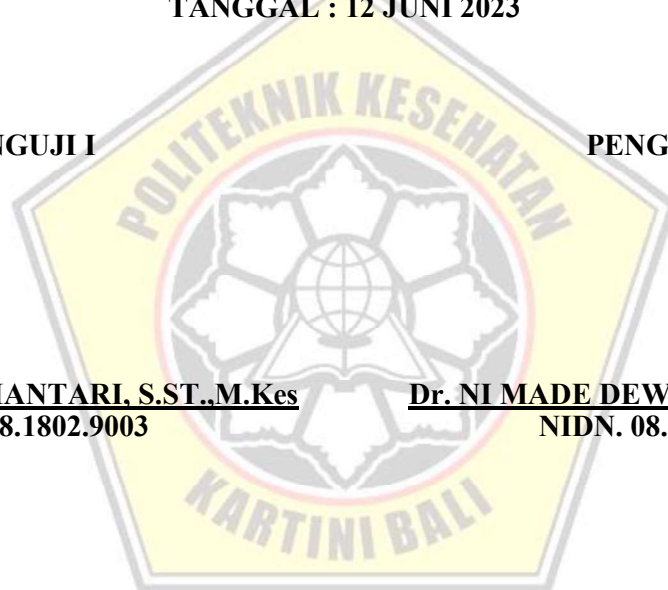 TANGGAL : 12 JUNI 2023
NGUJI I PENG
POLITEKNIK KESEHATAN
IANTARI, S.ST.,M.Kes Dr. NI MADE DEW
8.1802.9003 NIDN. 08.
KARTINI BALI